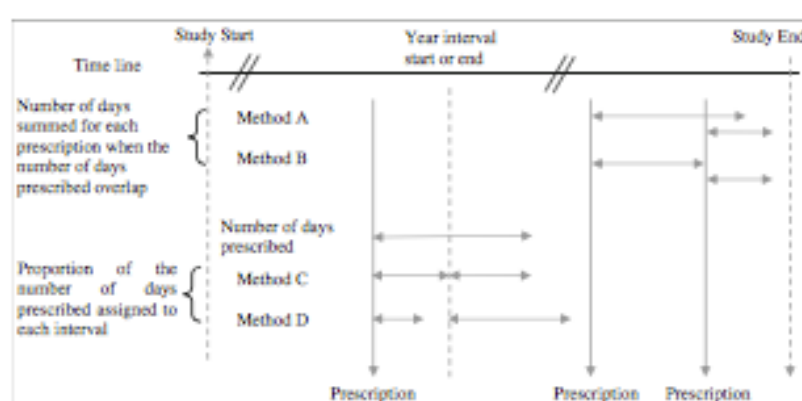 Study Start
Year interval
start or end
Study End
Time line
Number of days
summed for each
prescription when the
number of days
prescribed overlap
Method A
Method B
Number of days
prescribed
Proportion of the
number of days
prescribed assigned to
each interval
Method C
Method D
Prescription
Prescription
Prescription